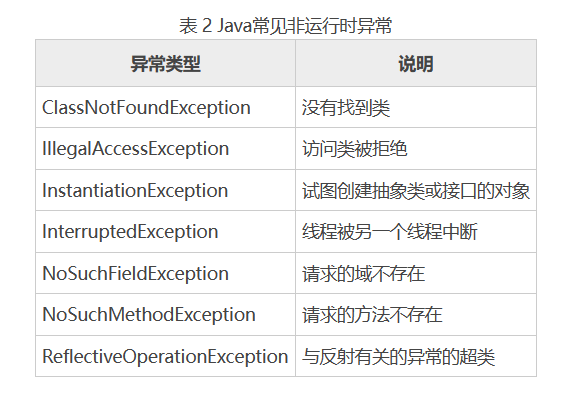 表 2 Java常见非运行时异常
异常类型 说明
ClassNotFoundException 没有找到类
IllegalAccessException 访问类被拒绝
InstantiationException 试图创建抽象类或接口的对象
InterruptedException 线程被另一个线程中断
NoSuchFieldException 请求的域不存在
NoSuchMethodException 请求的方法不存在
ReflectiveOperationException 与反射有关的异常的超类